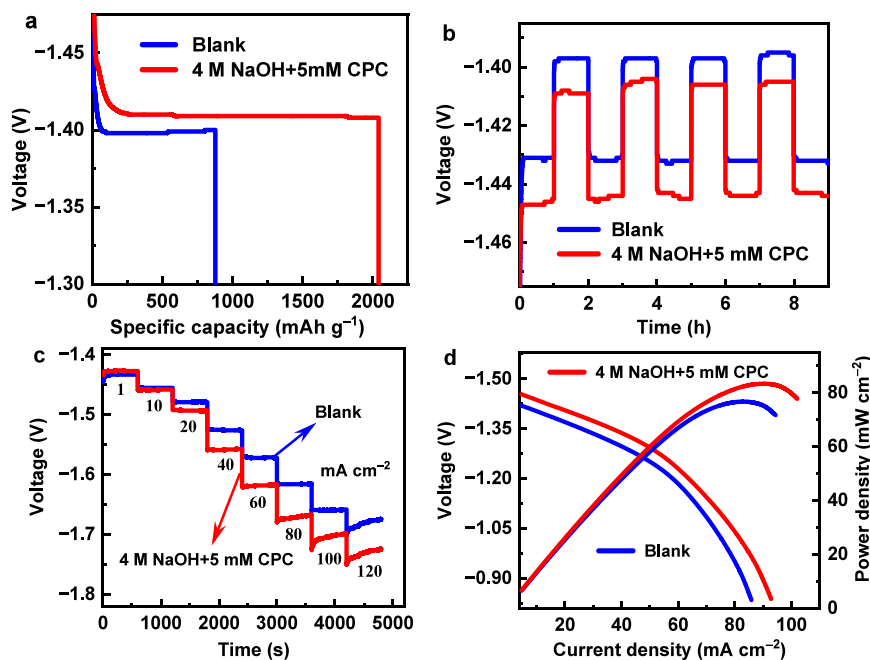 a
Blank
4 M NaOH+5mM CPC
−1.45
−1.40
−1.35
−1.30
Voltage (V)
0
500
1000
1500
2000
Specific capacity (mAh g⁻¹)
b
−1.40
−1.42
−1.44
−1.46
Voltage (V)
Blank
4 M NaOH+5 mM CPC
0
2
4
6
8
Time (h)
c
−1.4
−1.5
−1.6
−1.7
−1.8
Voltage (V)
1
10
20
40
60
80
100
120
Blank
mA cm⁻²
4 M NaOH+5 mM CPC
0
1000
2000
3000
4000
5000
Time (s)
d
4 M NaOH+5 mM CPC
Blank
−1.50
−1.35
−1.20
−1.05
−0.90
Voltage (V)
80
60
40
20
0
Power density (mW cm⁻²)
20
40
60
80
100
Current density (mA cm⁻²)